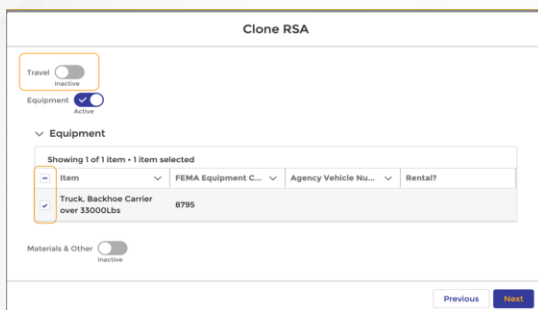 Clone RSA
Travel
Inactive
Equipment
Active
Equipment
Showing 1 of 1 item • 1 item selected
Item FEMA Equipment C... Agency Vehicle Nu... Rental?
Truck, Backhoe Carrier
over 33000Lbs 8795
Materials & Other
Inactive
Previous Next